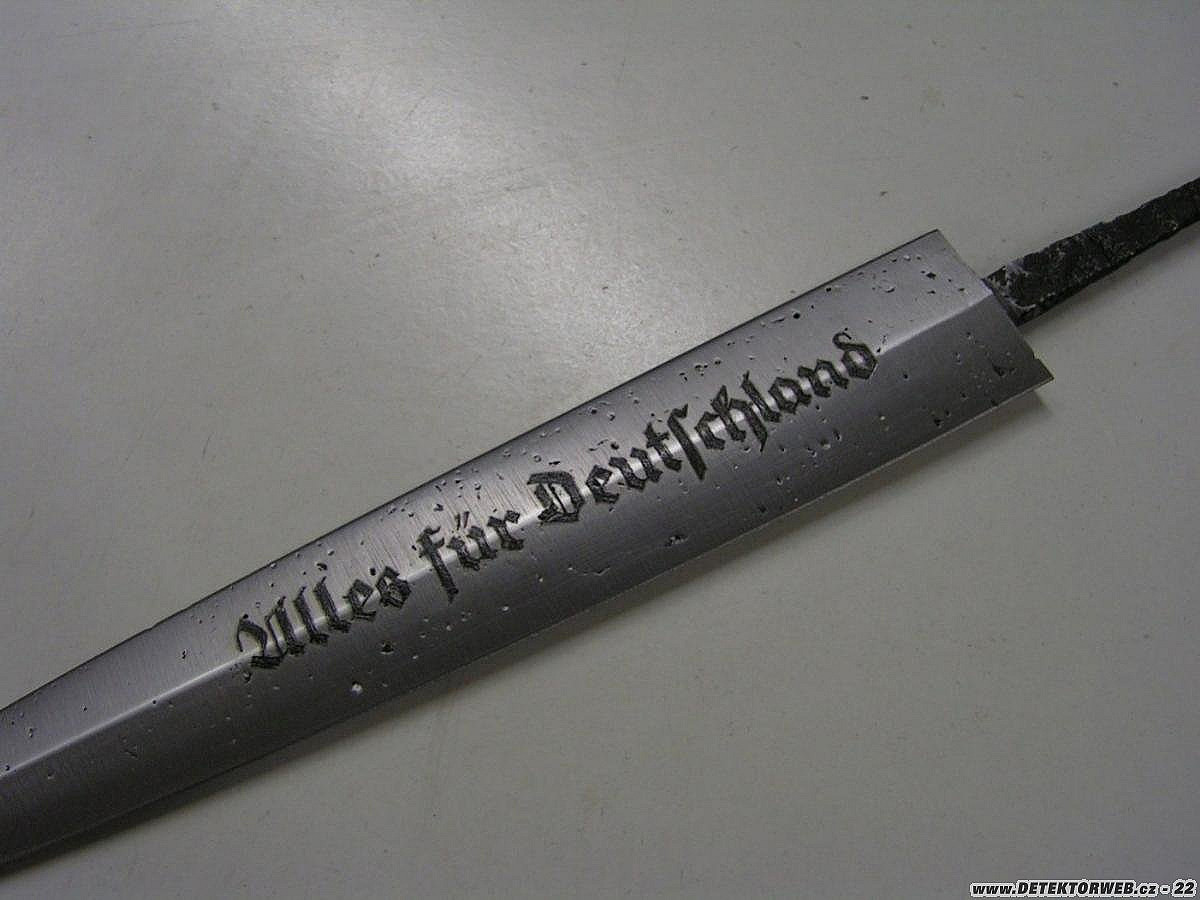 Alles für Deutſchland
www.DETEKTORWEB.cz - 22